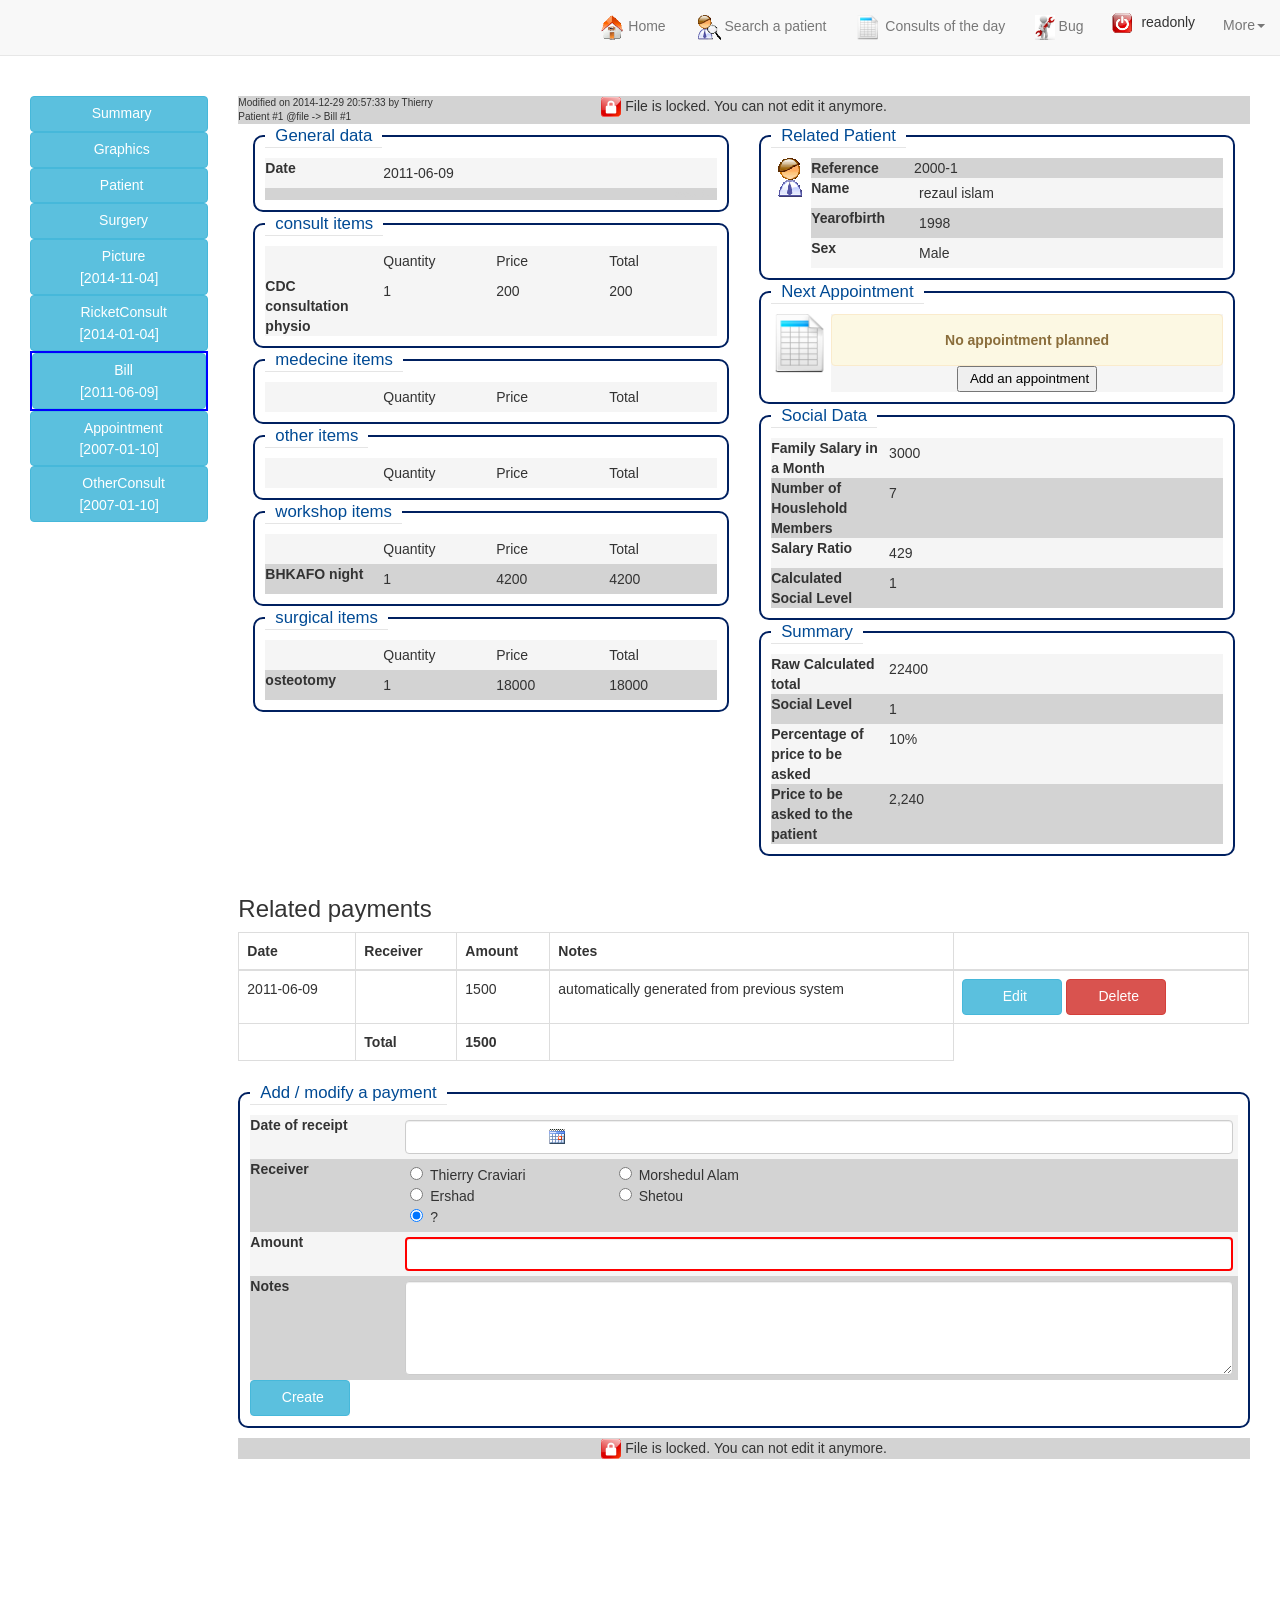 Home Search a patient Consults of the day Bug readonly More
Summary
Graphics
Patient
Surgery
Picture
[2014-11-04]
RicketConsult
[2014-01-04]
Bill
[2011-06-09]
Appointment
[2007-01-10]
OtherConsult
[2007-01-10]
Modified on 2014-12-29 20:57:33 by Thierry
Patient #1 @file -> Bill #1
File is locked. You can not edit it anymore.
General data
Date 2011-06-09
consult items
Quantity Price Total
CDC consultation physio 1 200 200
medecine items
Quantity Price Total
other items
Quantity Price Total
workshop items
Quantity Price Total
BHKAFO night 1 4200 4200
surgical items
Quantity Price Total
osteotomy 1 18000 18000
Related Patient
Reference 2000-1
Name rezaul islam
Yearofbirth 1998
Sex Male
Next Appointment
No appointment planned
Add an appointment
Social Data
Family Salary in a Month 3000
Number of Houslehold Members 7
Salary Ratio 429
Calculated Social Level 1
Summary
Raw Calculated total 22400
Social Level 1
Percentage of price to be asked 10%
Price to be asked to the patient 2,240
Related payments
Date Receiver Amount Notes
2011-06-09 1500 automatically generated from previous system Edit Delete
Total 1500
Add / modify a payment
Date of receipt
Receiver Thierry Craviari Morshedul Alam
Ershad Shetou
?
Amount
Notes
Create
File is locked. You can not edit it anymore.